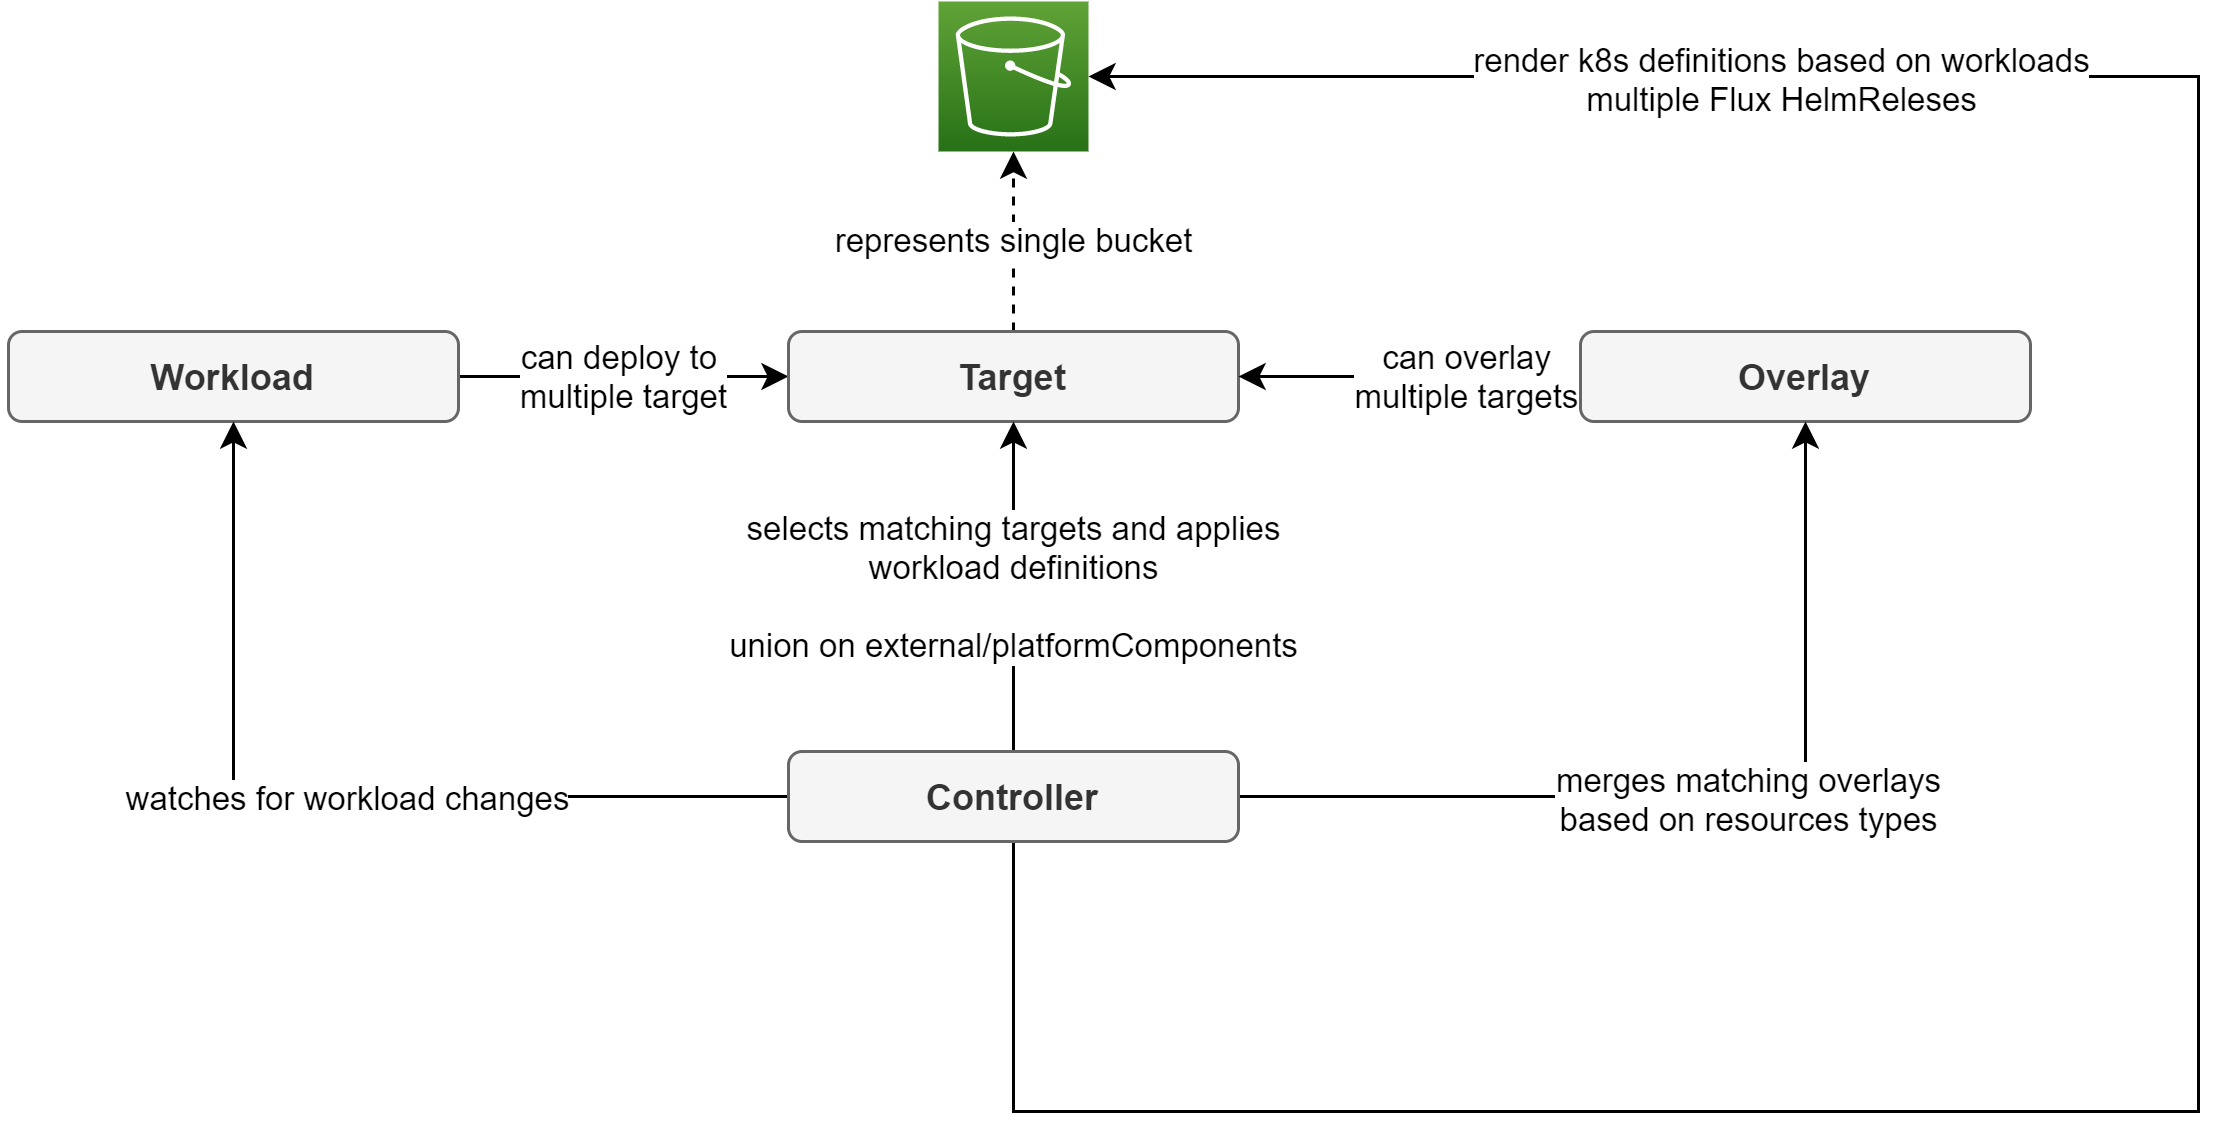 render k8s definitions based on workloads
multiple Flux HelmReleses
represents single bucket
Workload
can deploy to
multiple target
Target
can overlay
multiple targets
Overlay
selects matching targets and applies
workload definitions
union on external/platformComponents
watches for workload changes
Controller
merges matching overlays
based on resources types